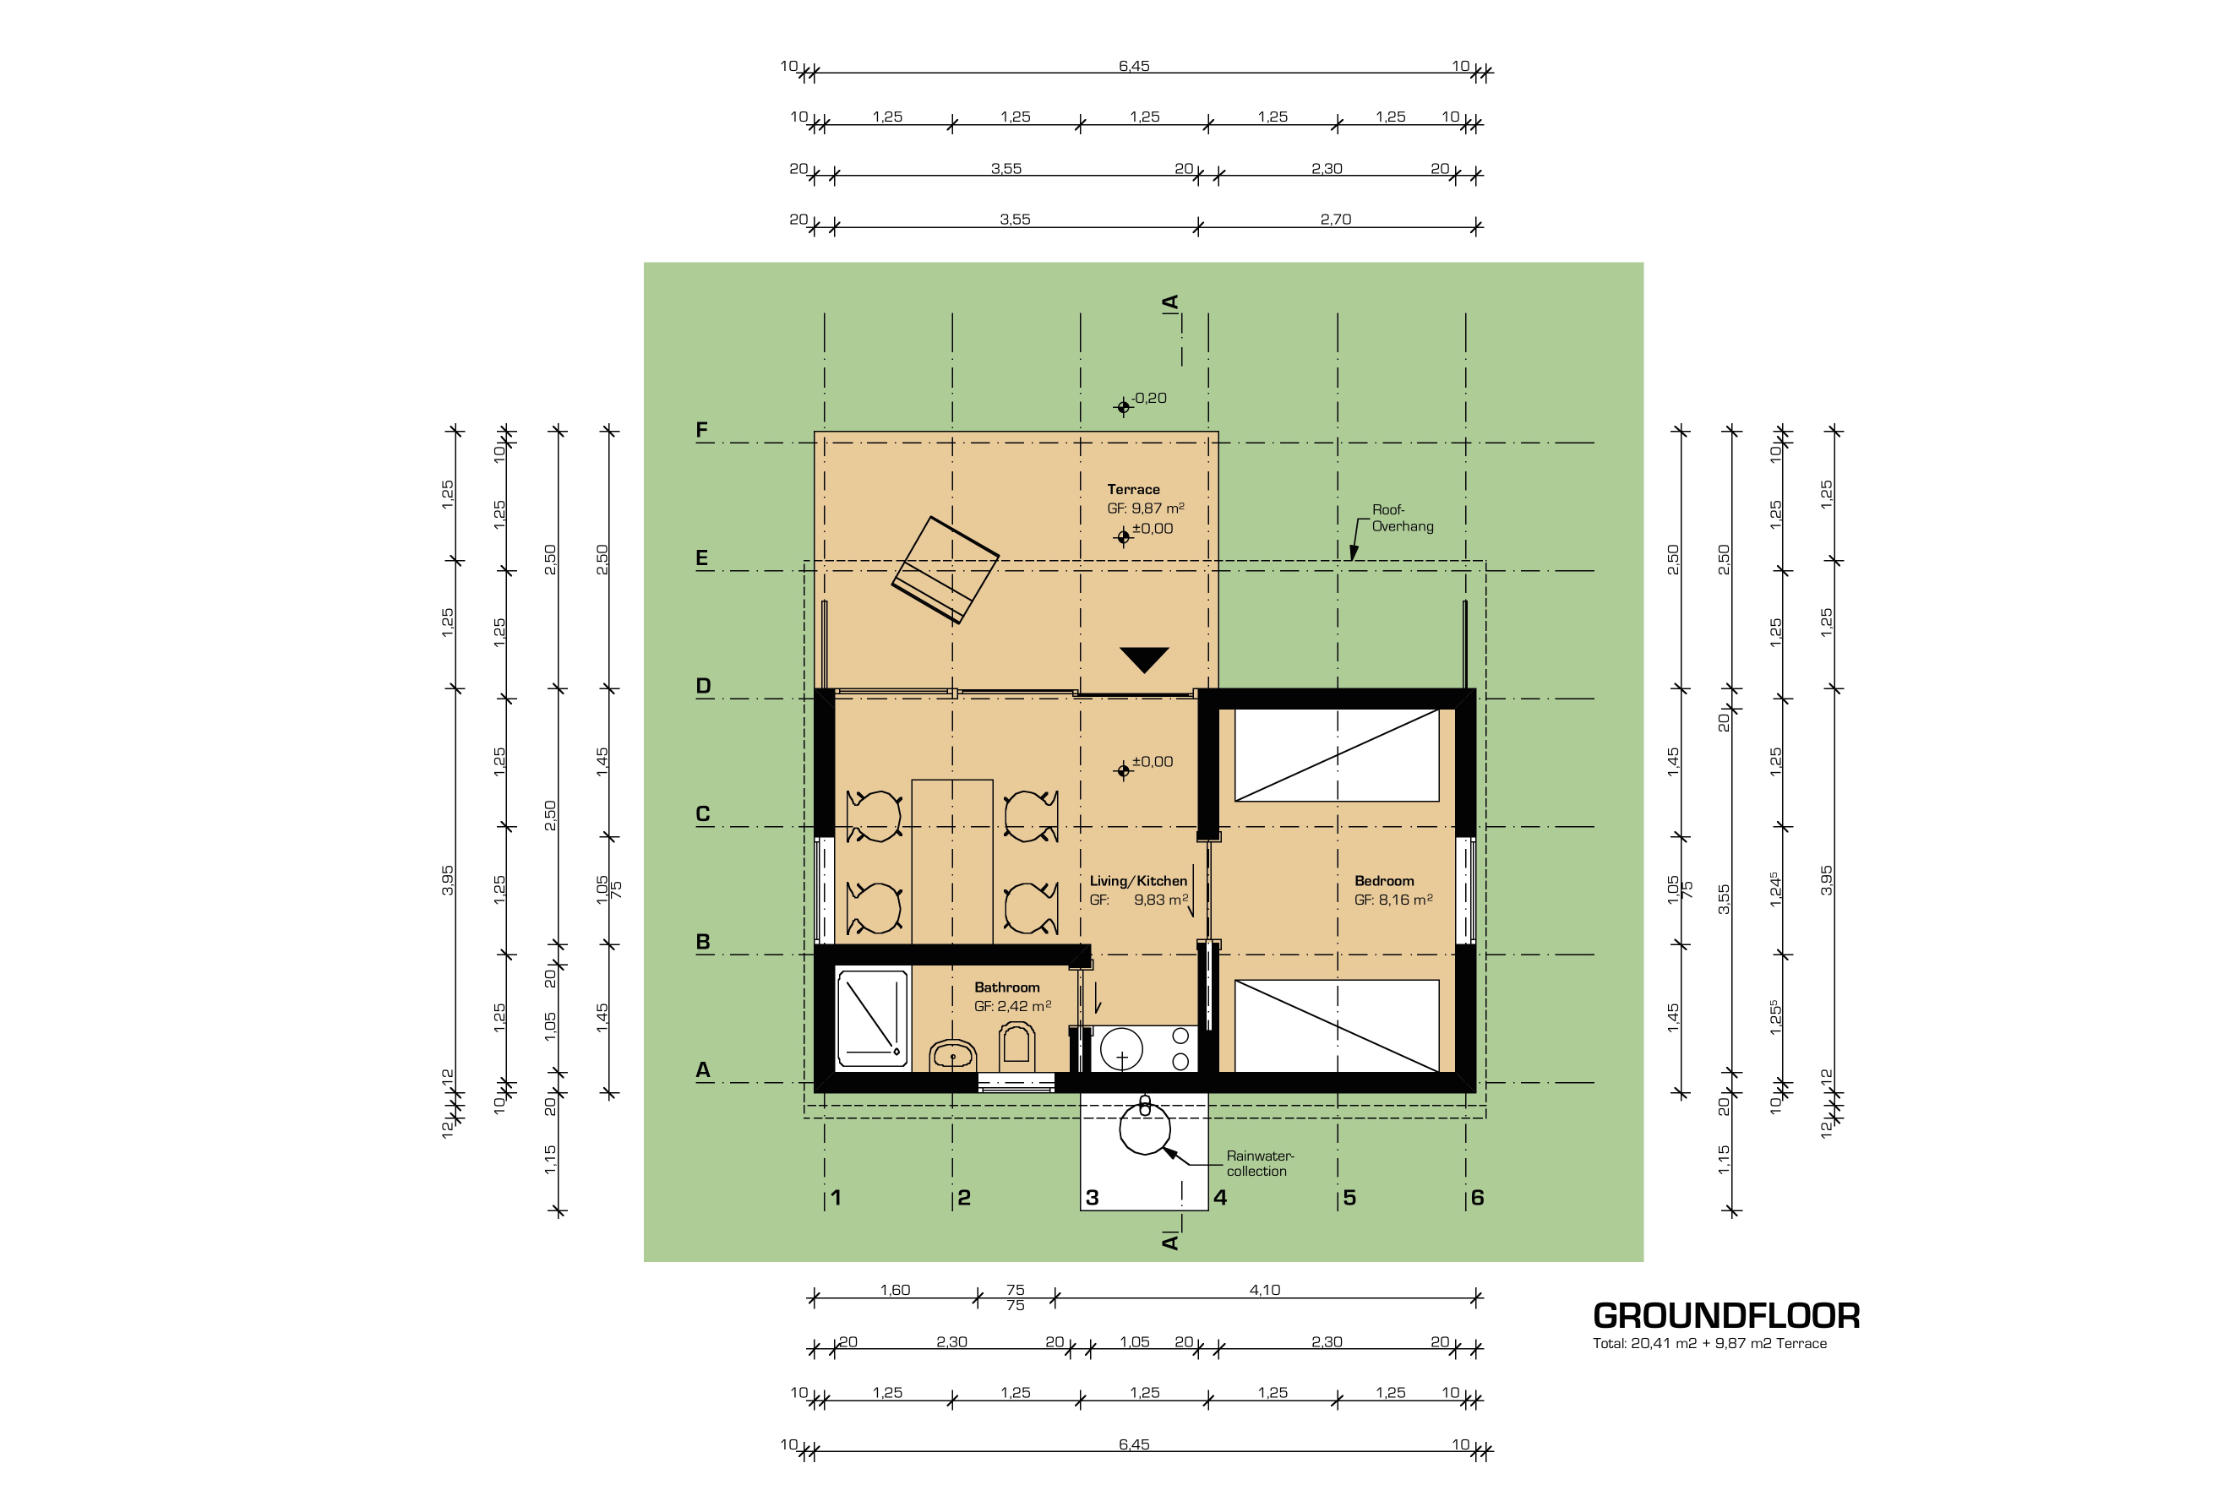 10 6,45 10
10 1,25 1,25 1,25 1,25 1,25 10
20 3,55 20 2,30 20
20 3,55 2,70
A
-0,20
F
Terrace
GF: 9,87 m²
±0,00
Roof-
Overhang
E
D
±0,00
C
Living/Kitchen
GF: 9,83 m²
Bedroom
GF: 8,16 m²
B
Bathroom
GF: 2,42 m²
A
Rainwater-
collection
1 2 3 4 5 6
A
1,25 1,25 3,95 12 12
10 1,25 1,25 1,25 1,25 1,25 10
2,50 2,50 20 1,05 20 1,15
2,50 1,45 1,05 1,45
75
2,50 1,45 1,05 1,45
75
2,50 20 3,55 20 1,15
10 1,25 1,25 1,25 1,24⁵ 1,25⁵ 10
1,25 1,25 3,95 12 12
1,60 75 4,10
75
20 2,30 20 1,05 20 2,30 20
10 1,25 1,25 1,25 1,25 1,25 10
10 6,45 10
GROUNDFLOOR
Total: 20,41 m2 + 9,87 m2 Terrace